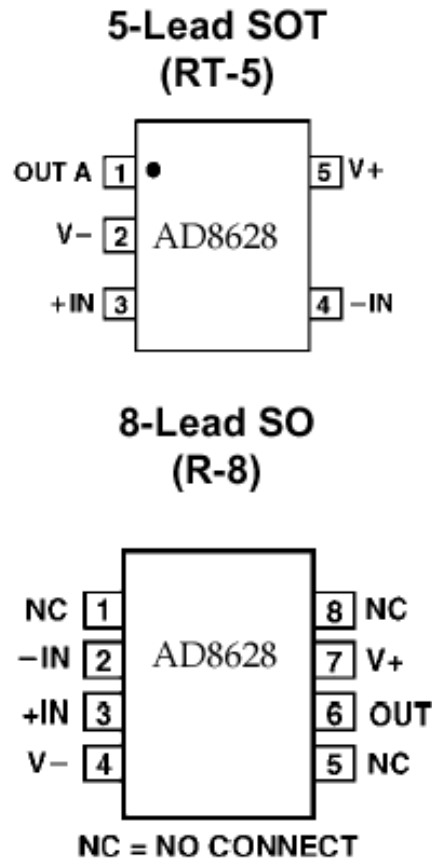 5-Lead SOT
(RT-5)
OUT A 1 5 V+
V- 2 AD8628
+IN 3 4 -IN
8-Lead SO
(R-8)
NC 1 8 NC
-IN 2 AD8628 7 V+
+IN 3 6 OUT
V- 4 5 NC
NC = NO CONNECT